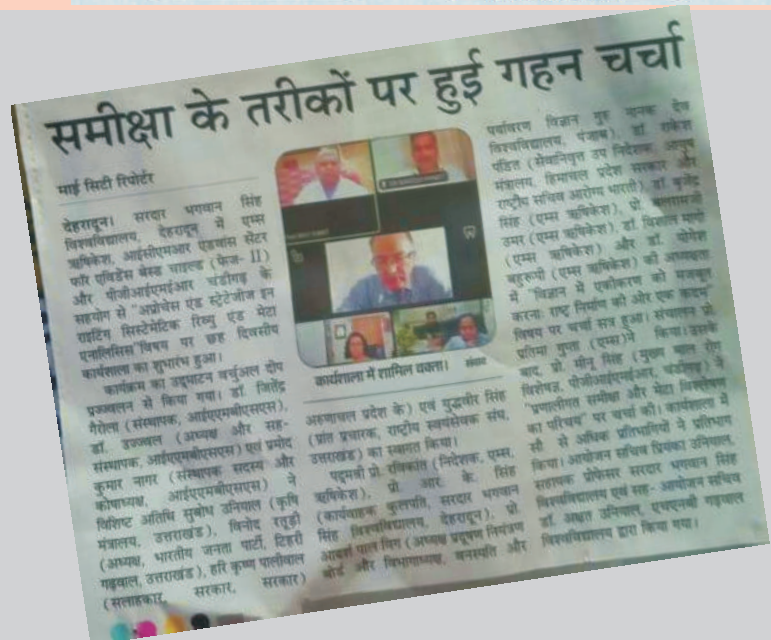 समीक्षा के तरीकों पर हुई गहन चर्चा
माई सिटी रिपोर्टर
देहरादून। सरदार भगवान सिंह
विश्वविद्यालय, देहरादून में एम्स
ऋषिकेश, आईसीएमआर एडवांस सेंटर
फॉर एविडेंस बेस्ड चाइल्ड (फेज- II)
और पीजीआईएमईआर चंडीगढ़ के
सहयोग से "अप्रोचेस एंड स्ट्रेटेजीज इन
राइटिंग सिस्टेमेटिक रिव्यु एंड मेटा
एनालिसिस"विषय पर छह दिवसीय
कार्यशाला का शुभारंभ हुआ।
कार्यक्रम का उद्घाटन वर्चुअल दीप
प्रज्ज्वलन से किया गया। डॉ. जितेंद्र
गैरोला (संस्थापक, आईएएमबीएसएस),
डॉ. उज्ज्वल (अध्यक्ष और सह-
संस्थापक, आईएएमबीएसएस) एवं प्रमोद
कुमार नागर (संस्थापक सदस्य और
कोषाध्यक्ष, आईएएमबीएसएस) ने
विशिष्ट अतिथि सुबोध उनियाल (कृषि
मंत्रालय, उत्तराखंड), विनोद रतूड़ी
(अध्यक्ष, भारतीय जनता पार्टी, टिहरी
गढ़वाल, उत्तराखंड), हरि कृष्ण पालीवाल
(सलाहकार, सरकार, सरकार)
कार्यशाला में शामिल वक्ता। संवाद
अरुणाचल प्रदेश के) एवं युद्धवीर सिंह
(प्रांत प्रचारक, राष्ट्रीय स्वयंसेवक संघ,
उत्तराखंड) का स्वागत किया।
पद्मश्री प्रो. रविकांत (निदेशक, एम्स,
ऋषिकेश), प्रो. आर. के. सिंह
(कार्यवाहक कुलपति सरदार भगवान
सिंह विश्वविद्यालय, देहरादून), प्रो.
आदर्श पाल विग (अध्यक्ष प्रदूषण नियंत्रण
बोर्ड और विभागाध्यक्ष, वनस्पति और
पर्यावरण विज्ञान गुरु नानक देव
विश्वविद्यालय, पंजाब), डॉ. राकेश
पंडित (सेवानिवृत्त उप निदेशक, आयुष
मंत्रालय, हिमाचल प्रदेश सरकार और
राष्ट्रीय सचिव आरोग्य भारती), डॉ. बृजेंद्र
सिंह (एम्स ऋषिकेश), प्रो.
उमर (एम्स ऋषिकेश), डॉ.
(एम्स ऋषिकेश) और डॉ. योगेश
बहुरूपी (एम्स ऋषिकेश) की अध्यक्षता
में "विज्ञान में एकीकरण को मजबूत
करना: राष्ट्र निर्माण की ओर एक कदम"
विषय पर चर्चा सत्र हुआ। संचालन प्रो.
प्रतिमा गुप्ता (एम्स)ने किया।उसके
बाद, प्रो. मीनू सिंह (मुख्य बाल रोग
विशेषज्ञ, पीजीआईएमईआर, चंडीगढ़) ने
"प्रणालीगत समीक्षा और मेटा विश्लेषण
का परिचय" पर चर्चा की। कार्यशाला में
सौ से अधिक प्रतिभागियों ने प्रतिभाग
किया। आयोजन सचिव प्रियंका उनियाल,
सहायक प्रोफेसर सरदार भगवान सिंह
विश्वविद्यालय एवं सह- आयोजन सचिव
डॉ. अक्षत उनियाल, एचएनबी गढ़वाल
विश्वविद्यालय द्वारा किया गया।